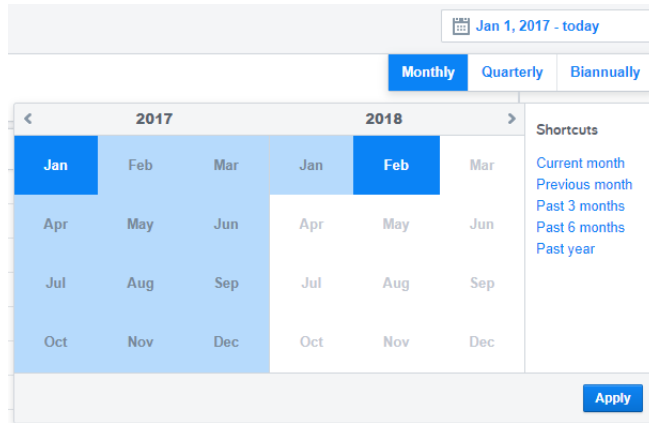 Jan 1, 2017 - today
Monthly Quarterly Biannually
2017 2018
Shortcuts
Jan Feb Mar Jan Feb Mar
Current month
Previous month
Past 3 months
Apr May Jun Apr May Jun
Past 6 months
Past year
Jul Aug Sep Jul Aug Sep
Oct Nov Dec Oct Nov Dec
Apply